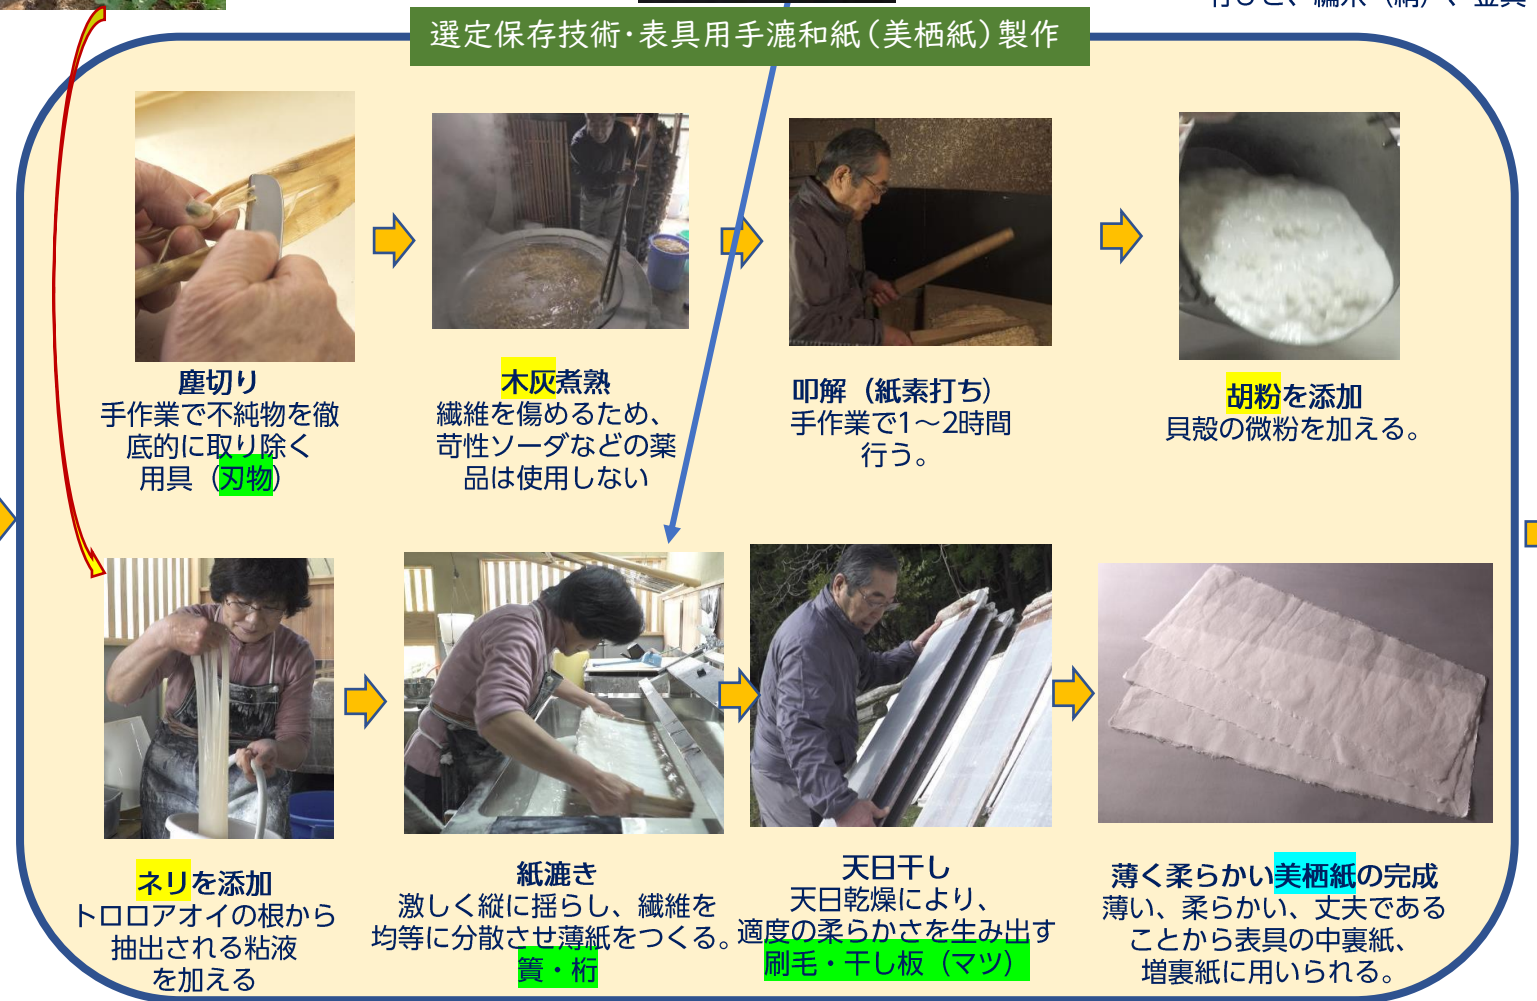 選定保存技術・表具用手漉和紙（美栖紙）製作
塵切り
手作業で不純物を徹
底的に取り除く
用具（刃物）
木灰煮熟
繊維を傷めるため、
苛性ソーダなどの薬
品は使用しない
叩解（紙素打ち）
手作業で1～2時間
行う。
胡粉を添加
貝殻の微粉を加える。
ネリを添加
トロロアオイの根から
抽出される粘液
を加える
紙漉き
激しく縦に揺らし、繊維を
均等に分散させ薄紙をつくる。
簀・桁
天日干し
天日乾燥により、
適度の柔らかさを生み出す
刷毛・干し板（マツ）
薄く柔らかい美栖紙の完成
薄い、柔らかい、丈夫である
ことから表具の中裏紙、
増裏紙に用いられる。